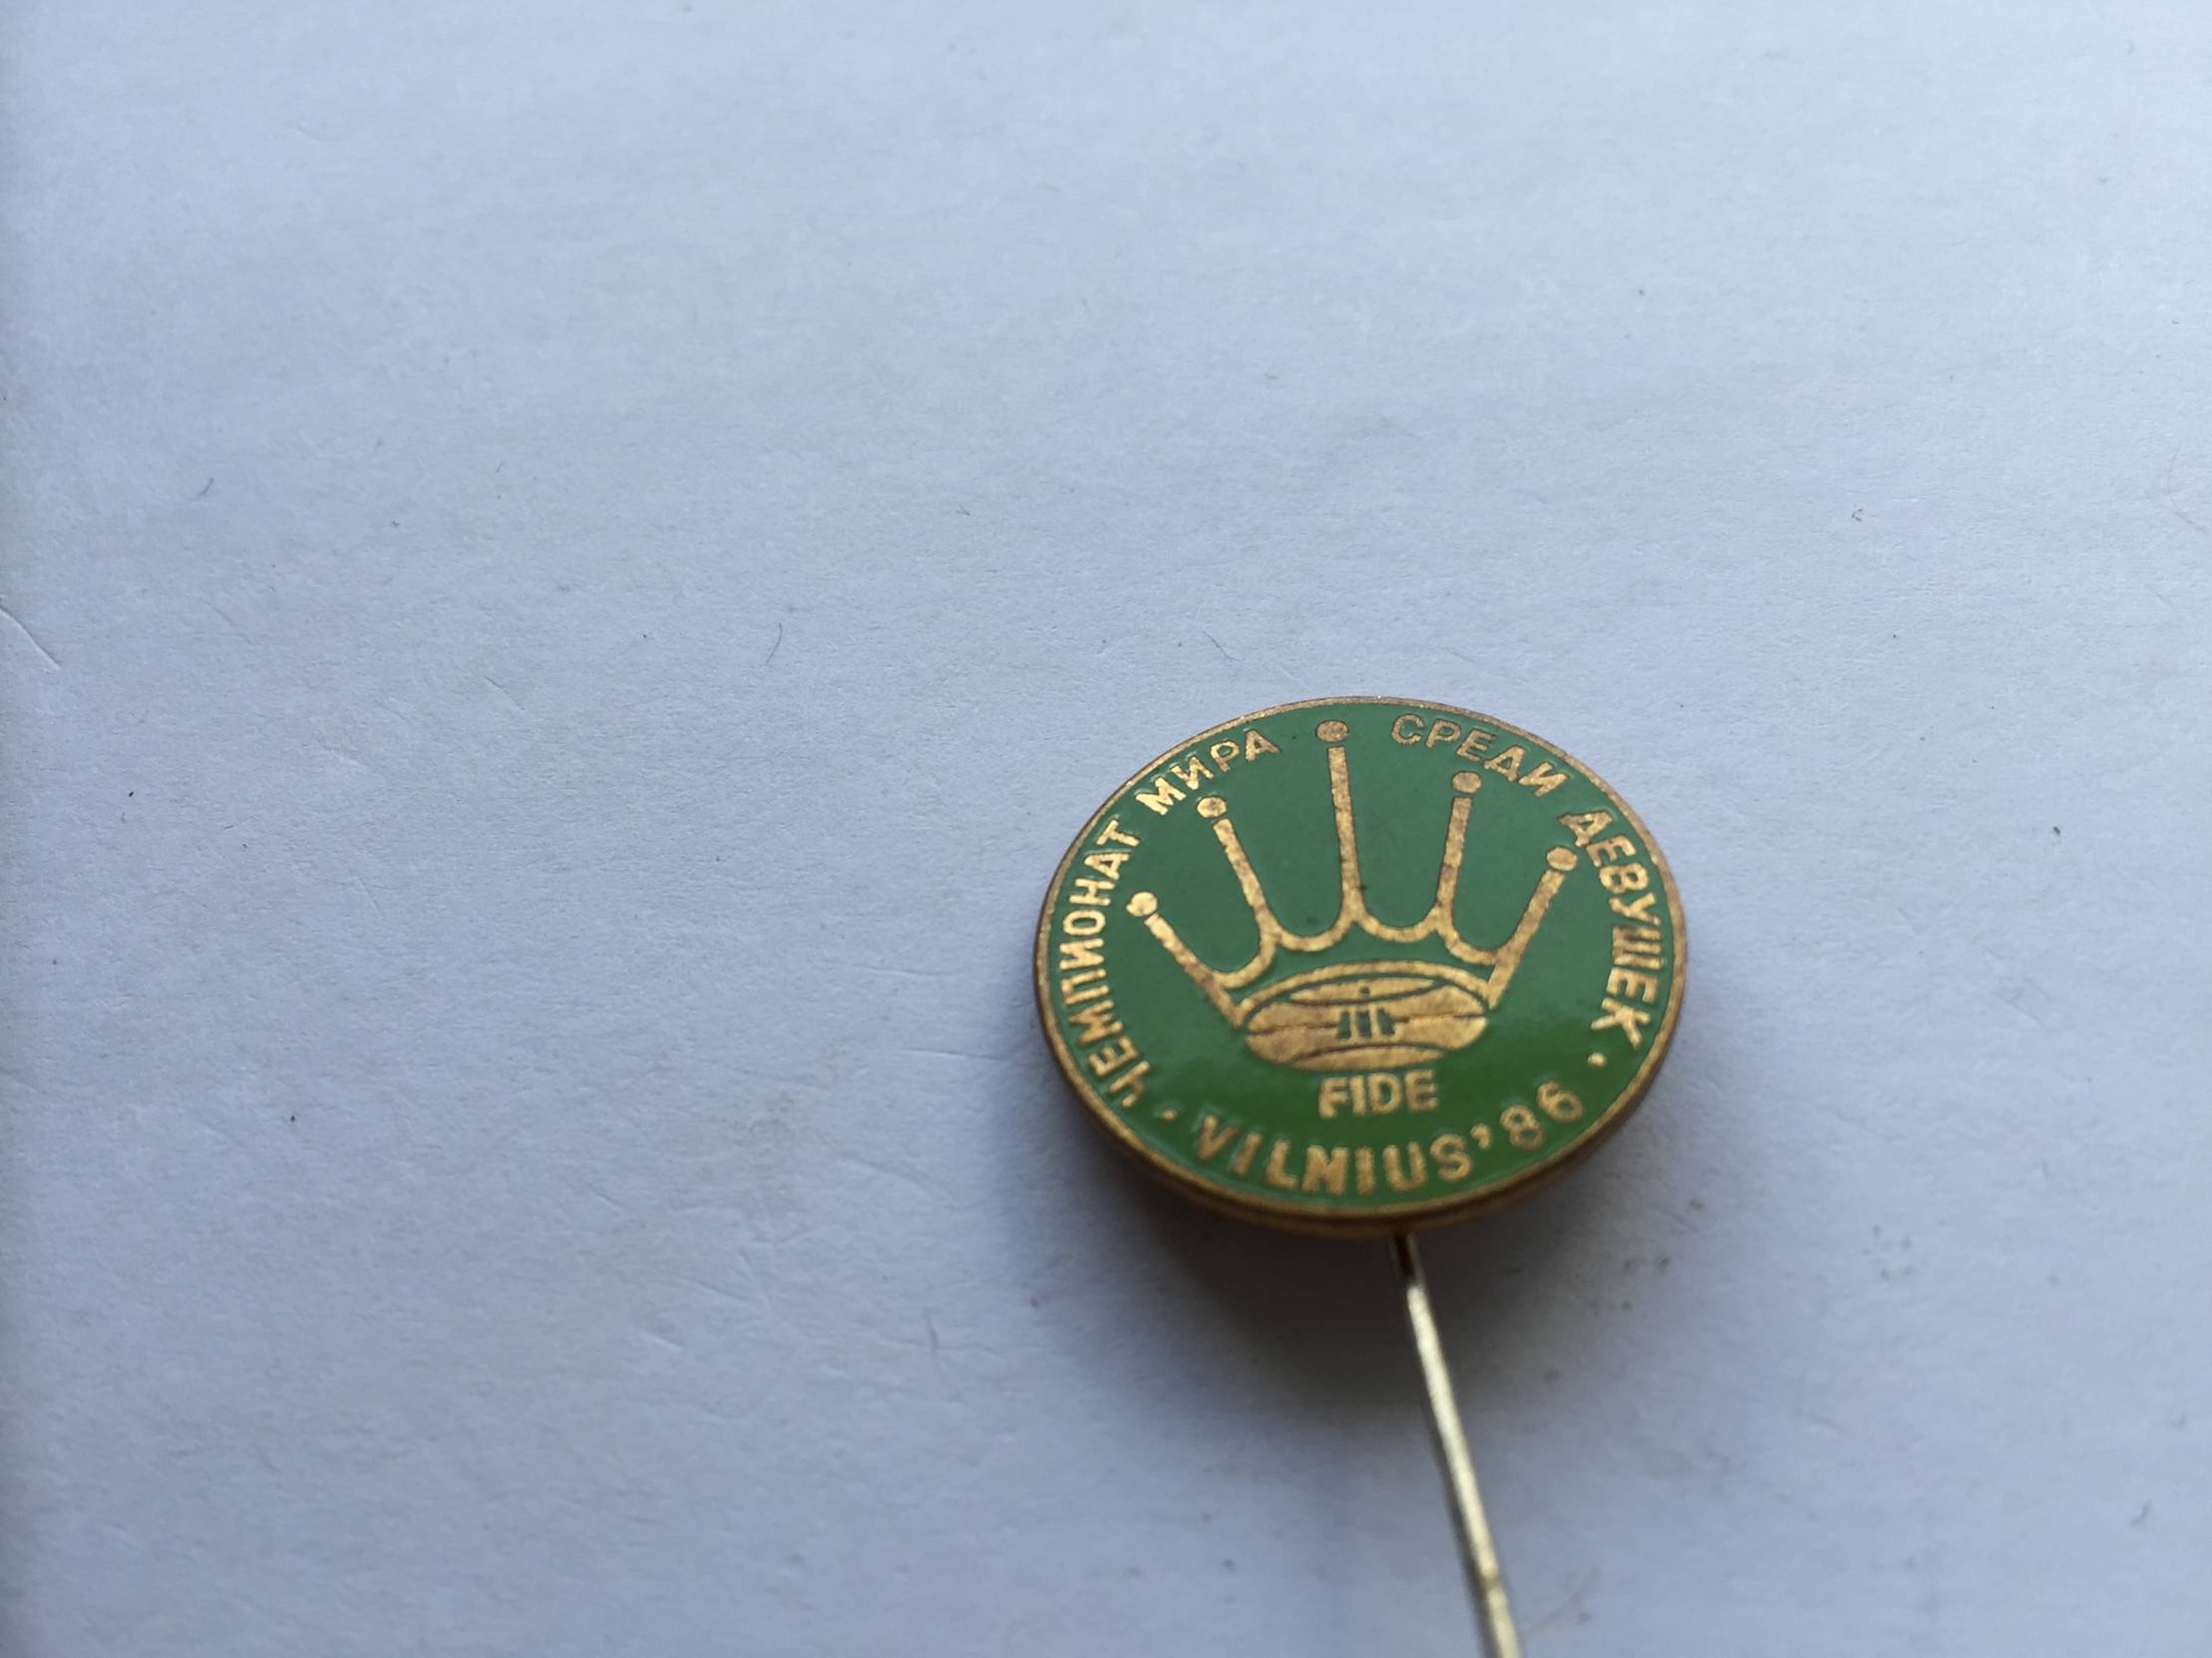 ЧЕМПИОНАТ МИРА СРЕДИ ДЕВУШЕК
FIDE
· VILNIUS'86 ·